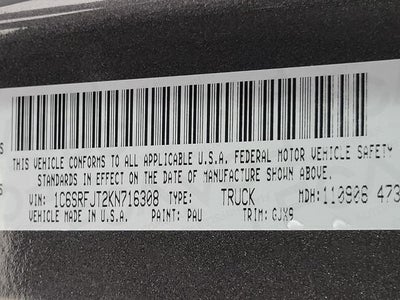 THIS VEHICLE CONFORMS TO ALL APPLICABLE U.S.A. FEDERAL MOTOR VEHICLE SAFETY
STANDARDS IN EFFECT ON THE DATE OF MANUFACTURE SHOWN ABOVE.
VIN: 1C6SRFJT2KN716308 TYPE: TRUCK MDH: 110906 473
VEHICLE MADE IN U.S.A. PAINT: PAU TRIM: CJX9